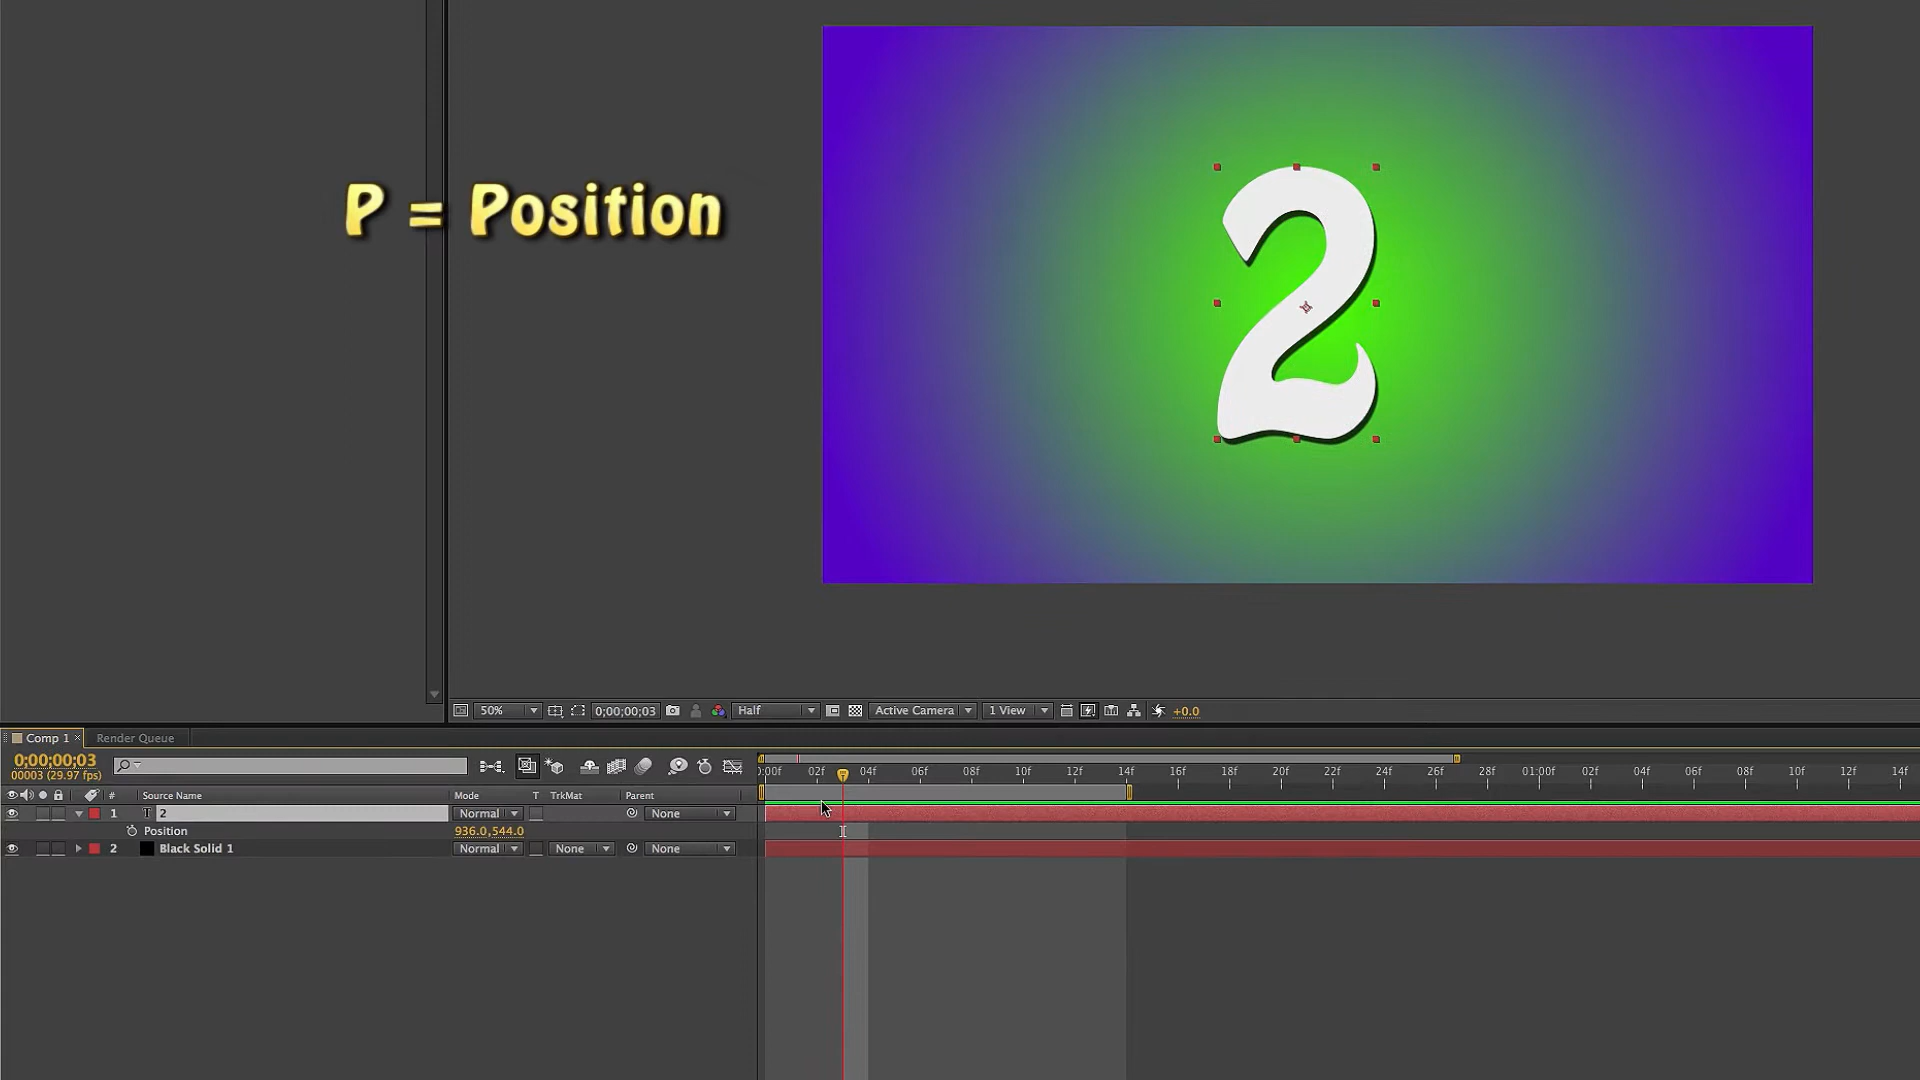 P = Position
2
50%
0;00;00;03
Half
Active Camera
1 View
+0.0
Comp 1 ×
Render Queue
0;00;00;03
00003 (29.97 fps)
:00f 02f 04f 06f 08f 10f 12f 14f 16f 18f 20f 22f 24f 26f 28f 01:00f 02f 04f 06f 08f 10f 12f 14f
# Source Name Mode T TrkMat Parent
1 T 2 Normal None
Position 936.0,544.0
2 Black Solid 1 Normal None None